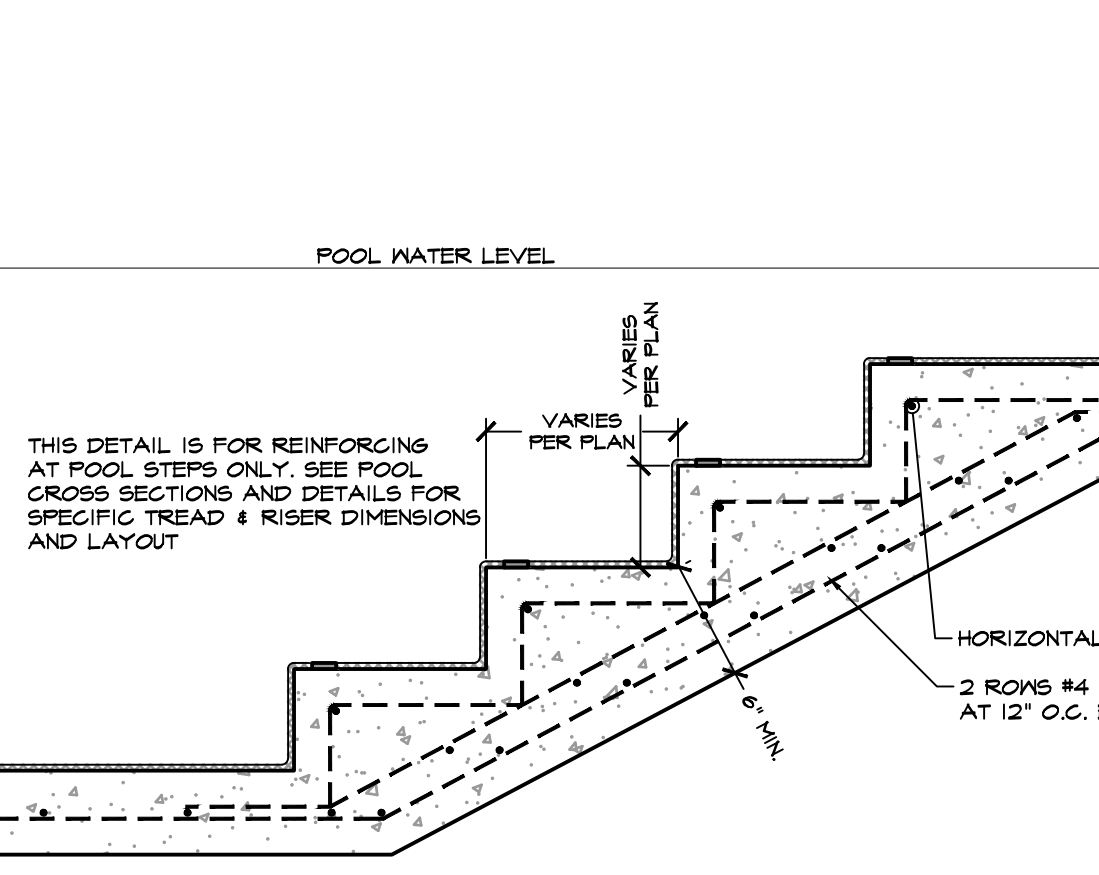 POOL WATER LEVEL
VARIES
PER PLAN
VARIES
PER PLAN
THIS DETAIL IS FOR REINFORCING
AT POOL STEPS ONLY. SEE POOL
CROSS SECTIONS AND DETAILS FOR
SPECIFIC TREAD & RISER DIMENSIONS
AND LAYOUT
HORIZONTAL
2 ROWS #4
AT 12" O.C.
6" MIN.